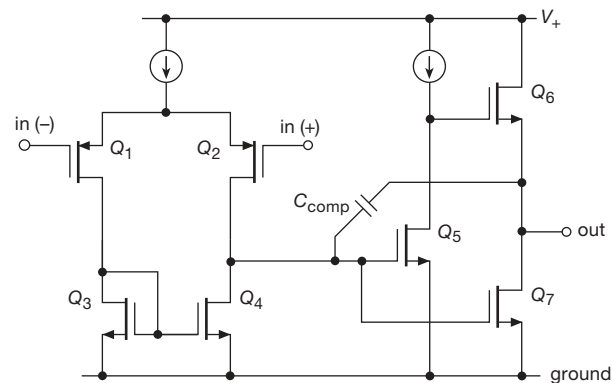 V+
Q6
in (–)
Q1
Q2
in (+)
Ccomp
Q5
out
Q3
Q4
Q7
ground